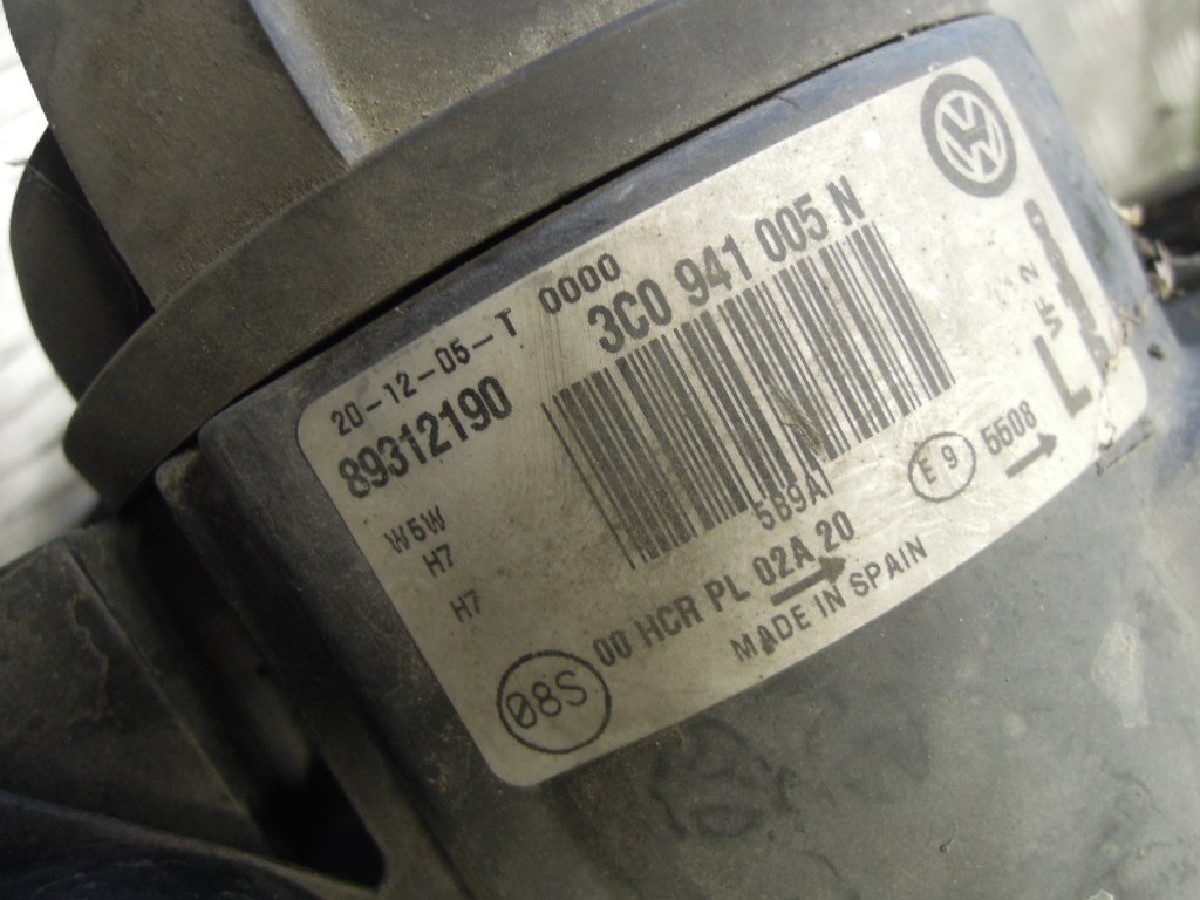 20-12-05-T 0000
3C0 941 005 N
89312190
W5W
H7
H7
5B9A
E 9 5508
L
VF 2
00 HCR PL 02A 20
MADE IN SPAIN
08S